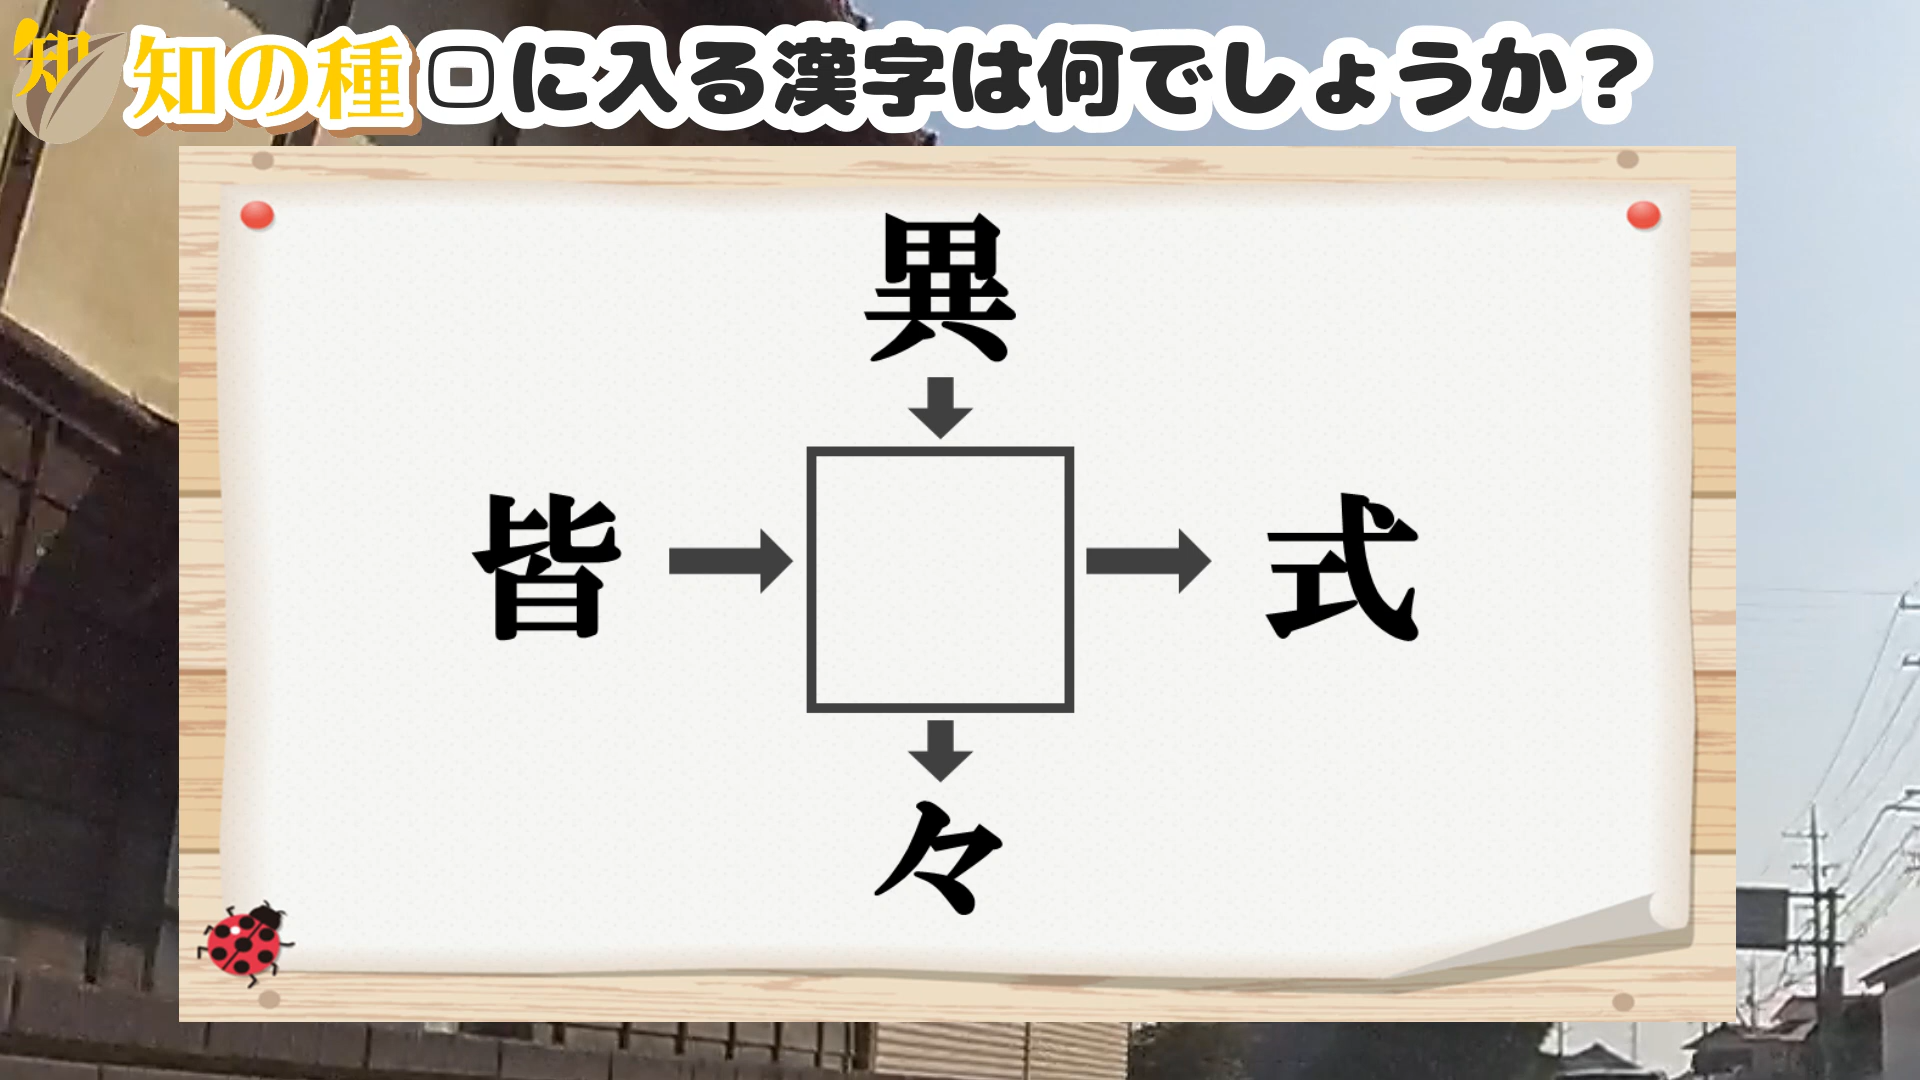 知
知の種 □に入る漢字は何でしょうか？
異
皆
式
々